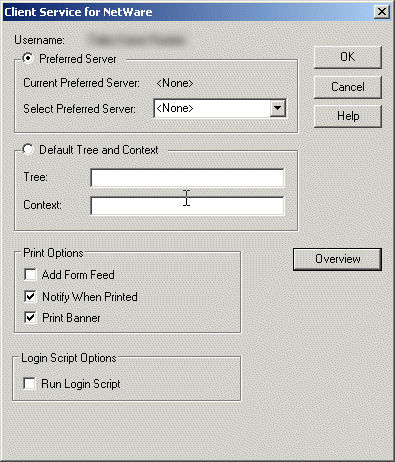 Client Service for NetWare
Username:
Preferred Server
OK
Current Preferred Server: <None>
Cancel
Select Preferred Server: <None>
Help
Default Tree and Context
Tree:
Context:
Print Options
Overview
Add Form Feed
Notify When Printed
Print Banner
Login Script Options
Run Login Script